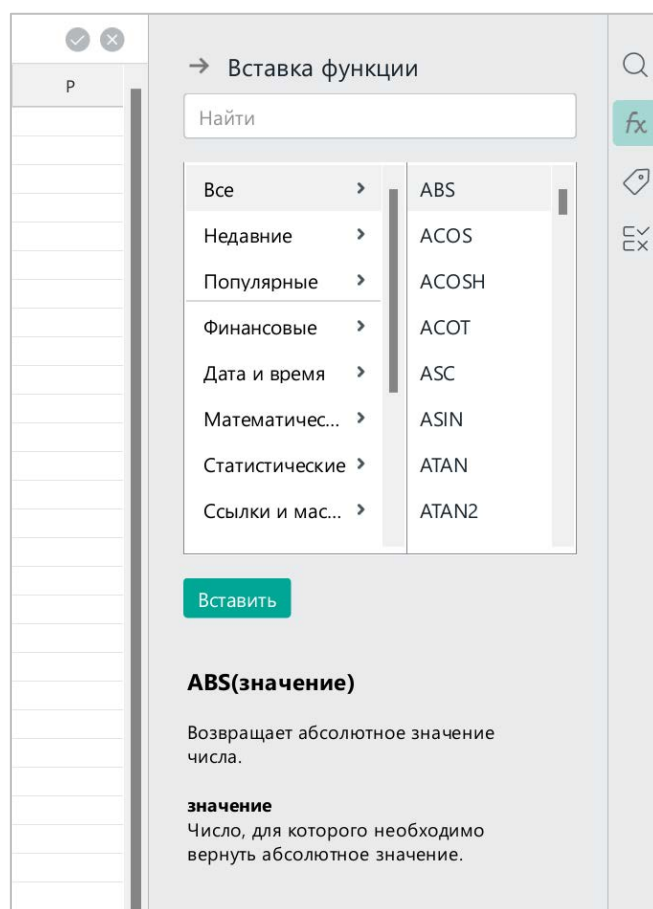 P
→ Вставка функции
Найти
fx
Все
Недавние
Популярные
Финансовые
Дата и время
Математичес...
Статистические
Ссылки и мас...
ABS
ACOS
ACOSH
ACOT
ASC
ASIN
ATAN
ATAN2
Вставить
ABS(значение)
Возвращает абсолютное значение
числа.
значение
Число, для которого необходимо
вернуть абсолютное значение.